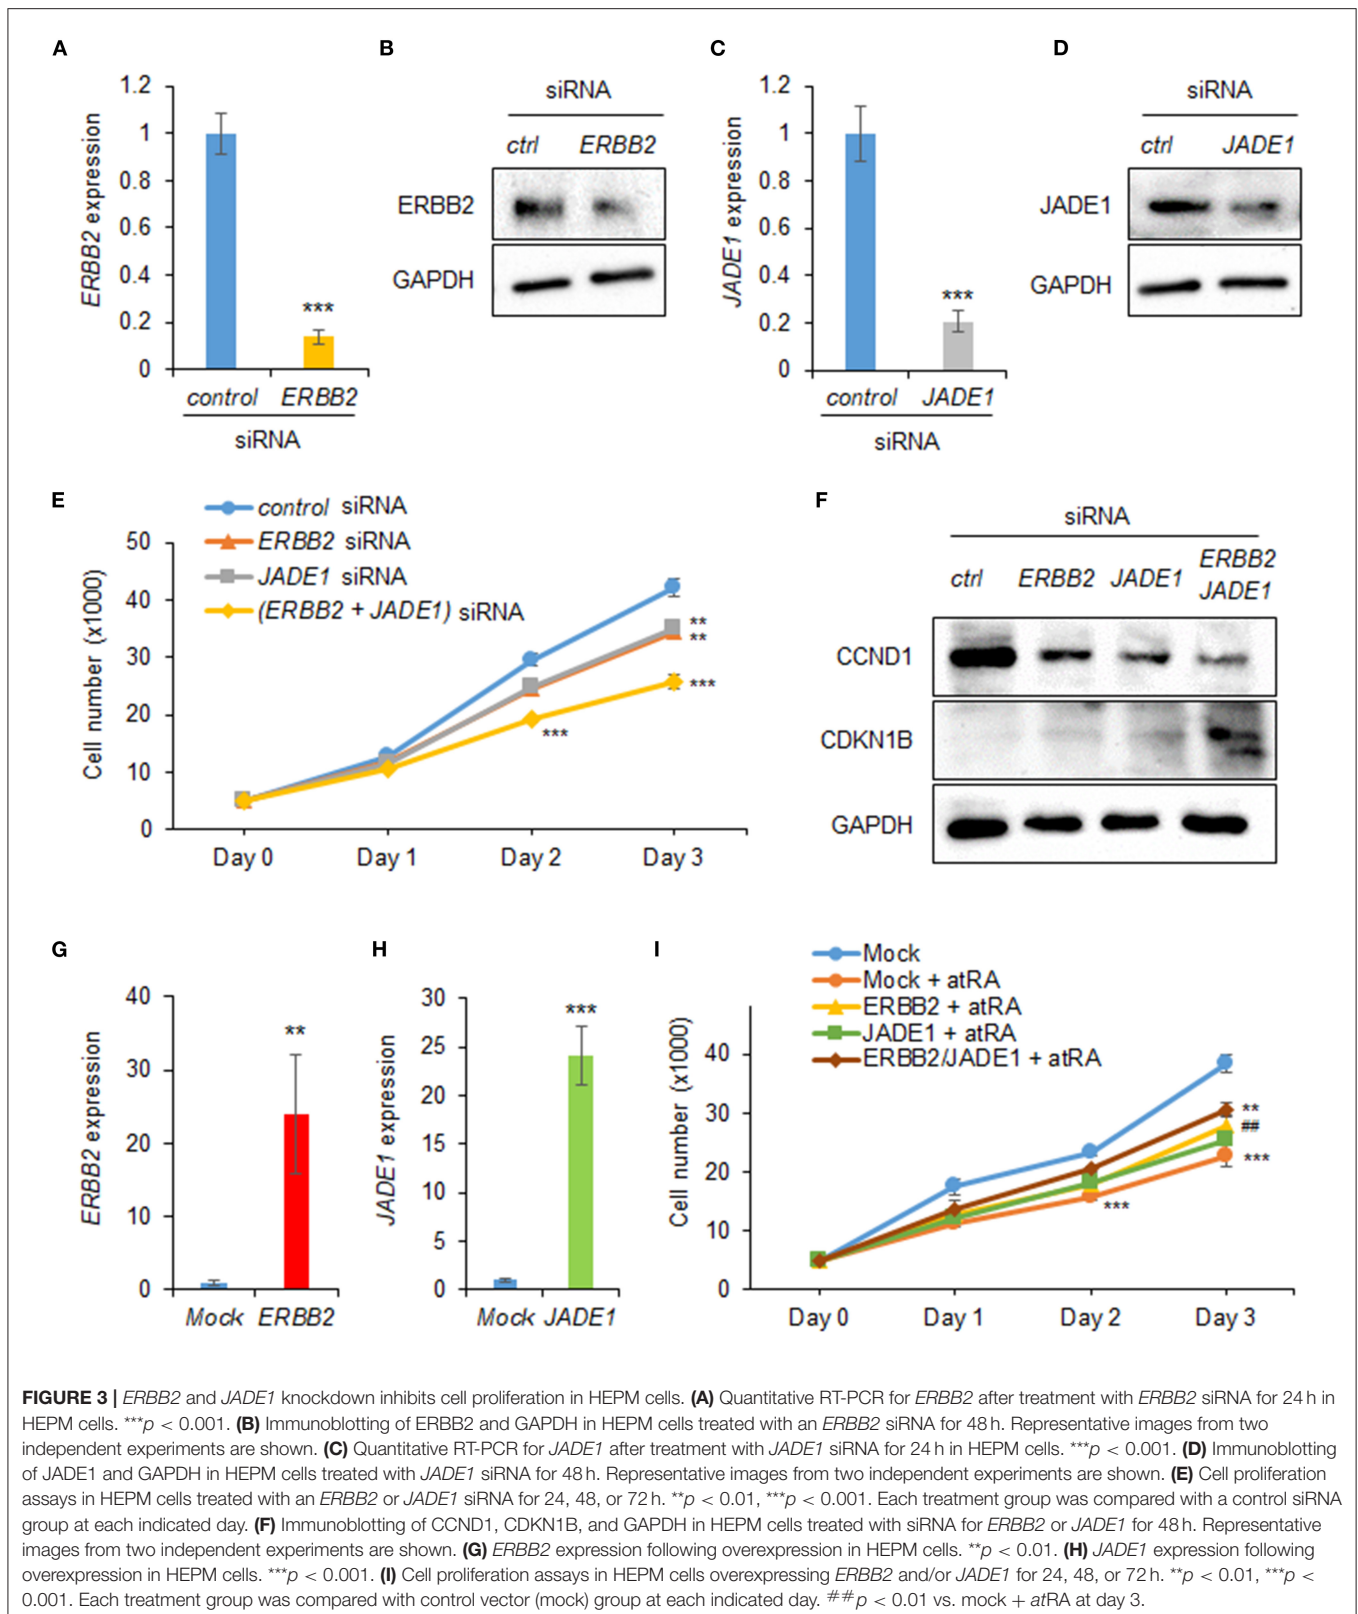 A
1.2
1
0.8
0.6
0.4
0.2
0
ERBB2 expression
***
control ERBB2
siRNA
B
siRNA
ctrl ERBB2
ERBB2
GAPDH
C
1.2
1
0.8
0.6
0.4
0.2
0
JADE1 expression
***
control JADE1
siRNA
D
siRNA
ctrl JADE1
JADE1
GAPDH
E
control siRNA
ERBB2 siRNA
JADE1 siRNA
(ERBB2 + JADE1) siRNA
50
40
30
20
10
0
Cell number (x1000)
**
**
***
***
Day 0 Day 1 Day 2 Day 3
F
siRNA
ctrl ERBB2 JADE1 ERBB2
JADE1
CCND1
CDKN1B
GAPDH
G
40
30
20
10
0
ERBB2 expression
**
Mock ERBB2
H
30
25
20
15
10
5
0
JADE1 expression
***
Mock JADE1
I
Mock
Mock + atRA
ERBB2 + atRA
JADE1 + atRA
ERBB2/JADE1 + atRA
40
30
20
10
0
Cell number (x1000)
**
##
***
***
Day 0 Day 1 Day 2 Day 3
FIGURE 3 | ERBB2 and JADE1 knockdown inhibits cell proliferation in HEPM cells. (A) Quantitative RT-PCR for ERBB2 after treatment with ERBB2 siRNA for 24 h in
HEPM cells. ***p < 0.001. (B) Immunoblotting of ERBB2 and GAPDH in HEPM cells treated with an ERBB2 siRNA for 48 h. Representative images from two
independent experiments are shown. (C) Quantitative RT-PCR for JADE1 after treatment with JADE1 siRNA for 24 h in HEPM cells. ***p < 0.001. (D) Immunoblotting
of JADE1 and GAPDH in HEPM cells treated with JADE1 siRNA for 48 h. Representative images from two independent experiments are shown. (E) Cell proliferation
assays in HEPM cells treated with an ERBB2 or JADE1 siRNA for 24, 48, or 72 h. **p < 0.01, ***p < 0.001. Each treatment group was compared with a control siRNA
group at each indicated day. (F) Immunoblotting of CCND1, CDKN1B, and GAPDH in HEPM cells treated with siRNA for ERBB2 or JADE1 for 48 h. Representative
images from two independent experiments are shown. (G) ERBB2 expression following overexpression in HEPM cells. **p < 0.01. (H) JADE1 expression following
overexpression in HEPM cells. ***p < 0.001. (I) Cell proliferation assays in HEPM cells overexpressing ERBB2 and/or JADE1 for 24, 48, or 72 h. **p < 0.01, ***p <
0.001. Each treatment group was compared with control vector (mock) group at each indicated day. ##p < 0.01 vs. mock + atRA at day 3.